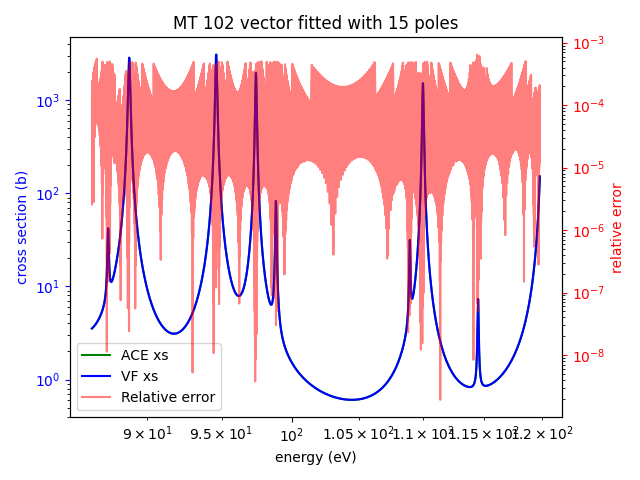 MT 102 vector fitted with 15 poles
cross section (b)
10³
10²
10¹
10⁰
10⁻³
10⁻⁴
10⁻⁵
10⁻⁶
10⁻⁷
10⁻⁸
relative error
ACE xs
VF xs
Relative error
9 × 10¹
9.5 × 10¹
10²
1.05 × 10²
1.1 × 10²
1.15 × 10²
1.2 × 10²
energy (eV)